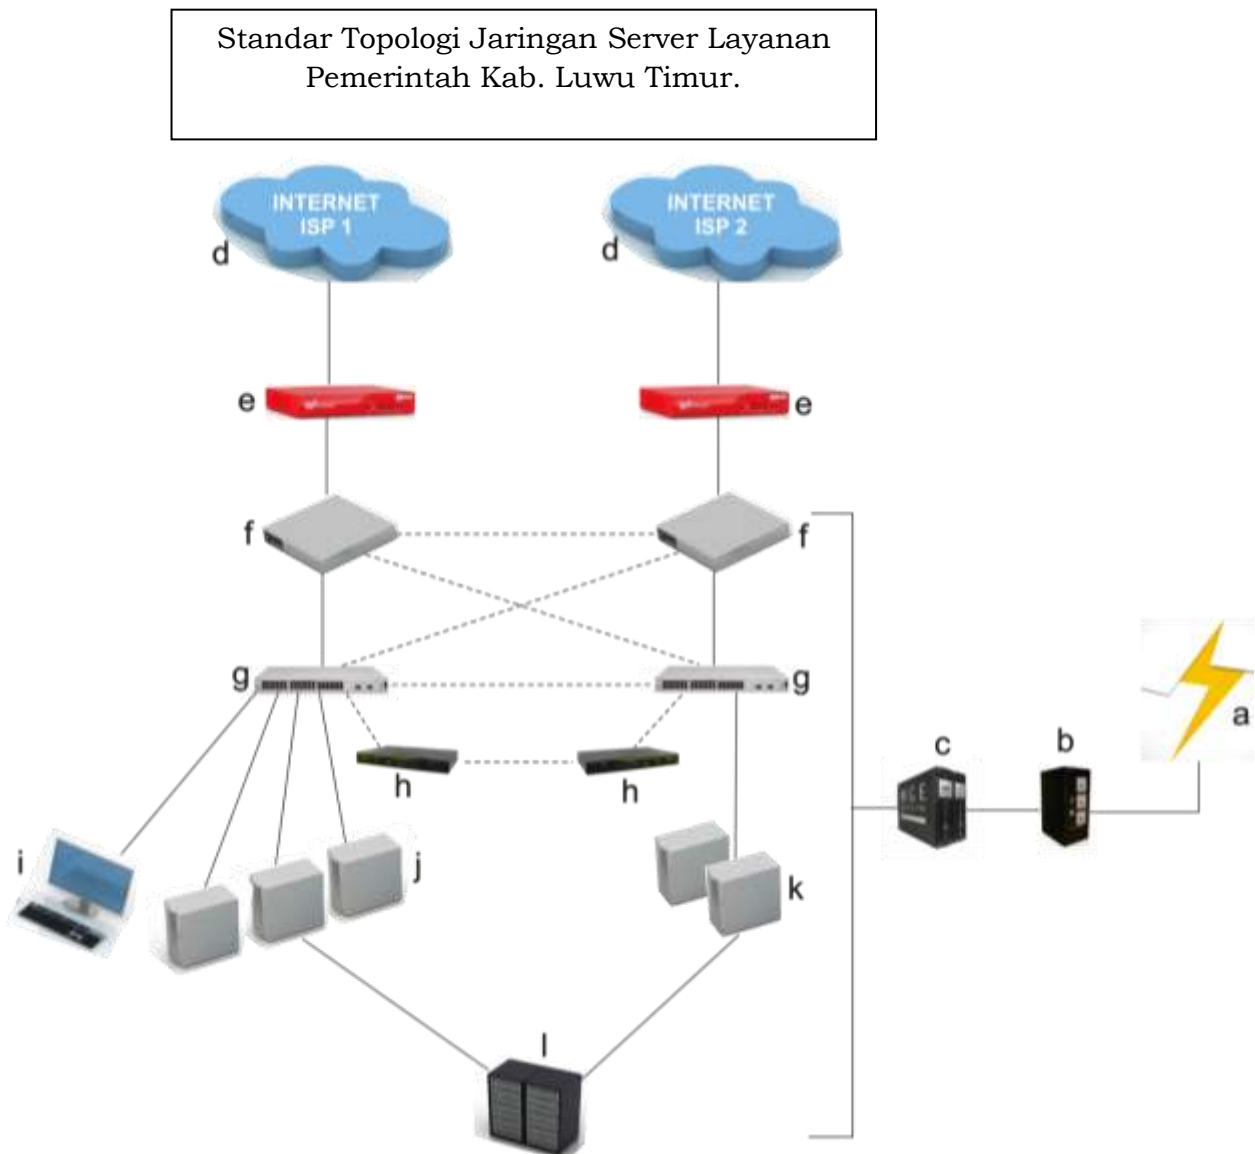 Standar Topologi Jaringan Server Layanan
Pemerintah Kab. Luwu Timur.
INTERNET
ISP 1
INTERNET
ISP 2
d
d
e
e
f
f
g
g
a
c
b
h
h
i
j
k
l